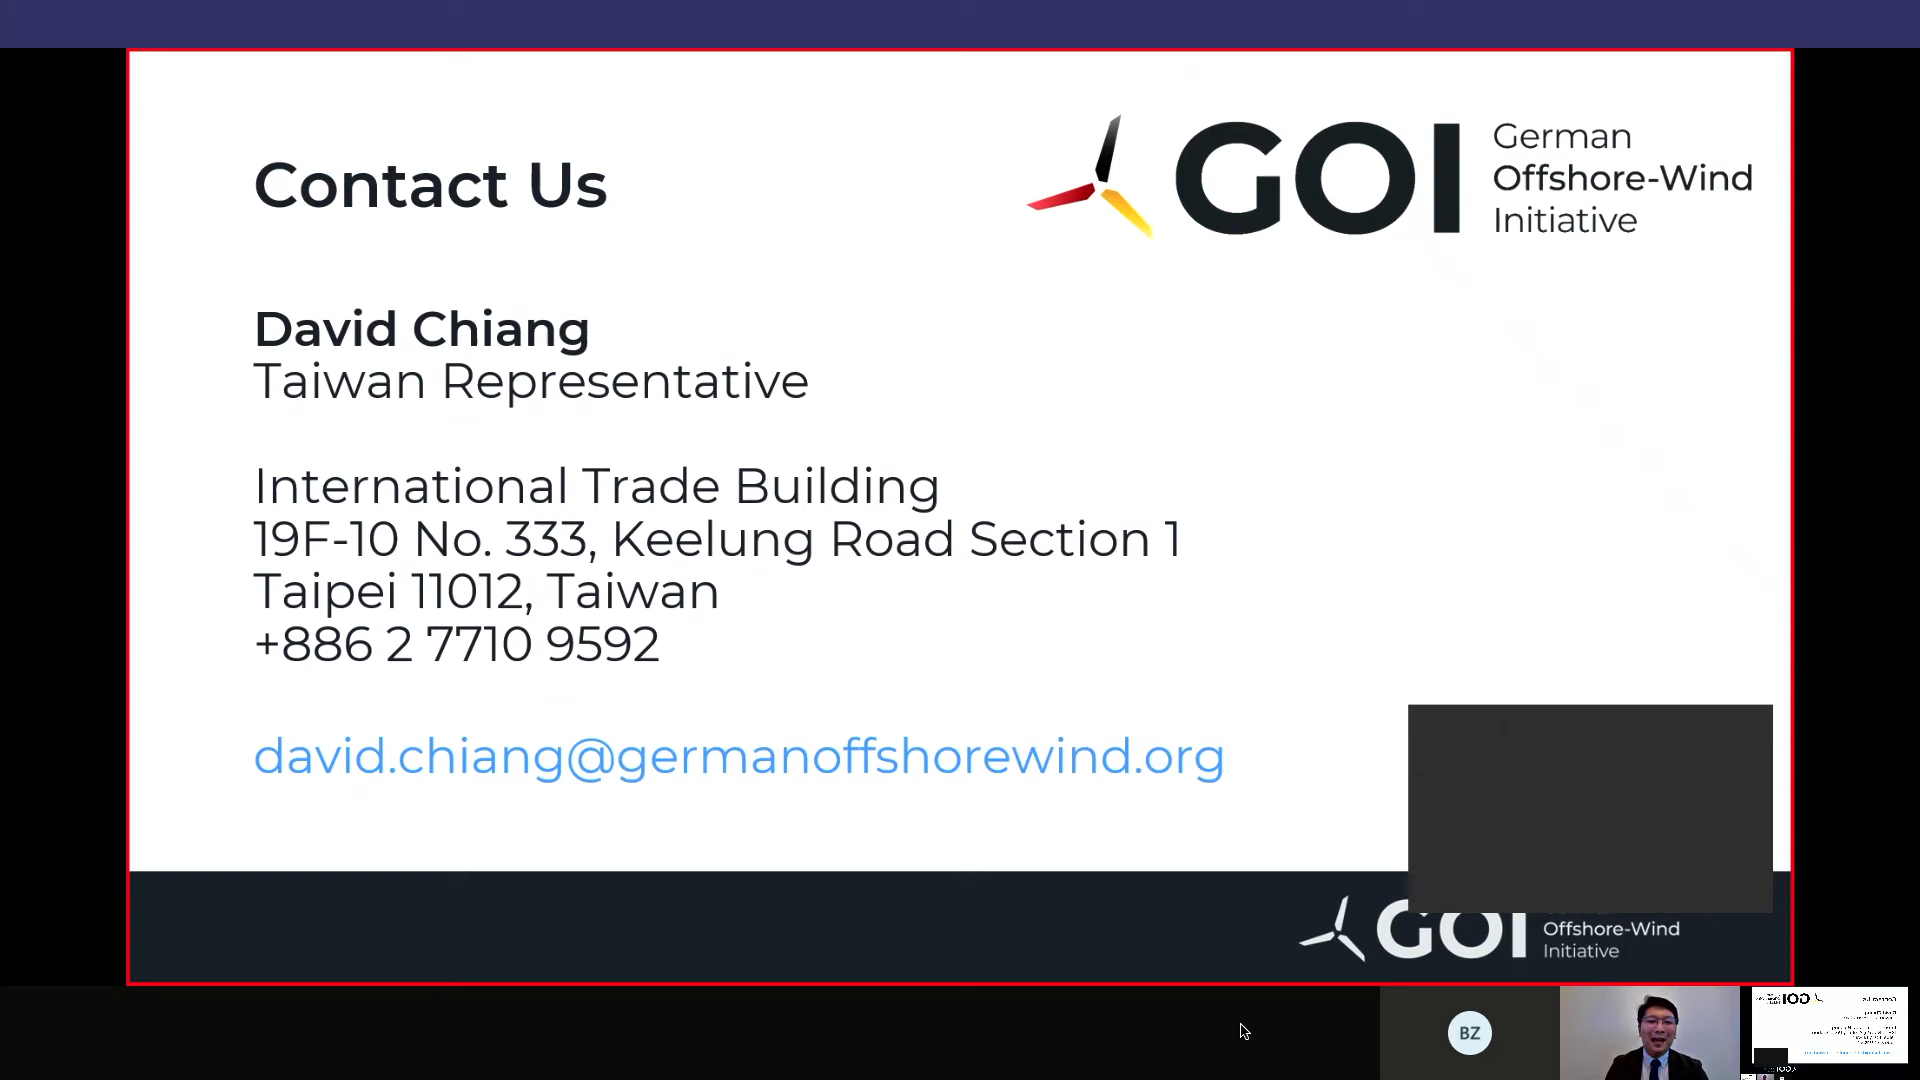 Contact Us
GOI
German
Offshore-Wind
Initiative
David Chiang
Taiwan Representative
International Trade Building
19F-10 No. 333, Keelung Road Section 1
Taipei 11012, Taiwan
+886 2 7710 9592
david.chiang@germanoffshorewind.org
GOI
Offshore-Wind
Initiative
BZ